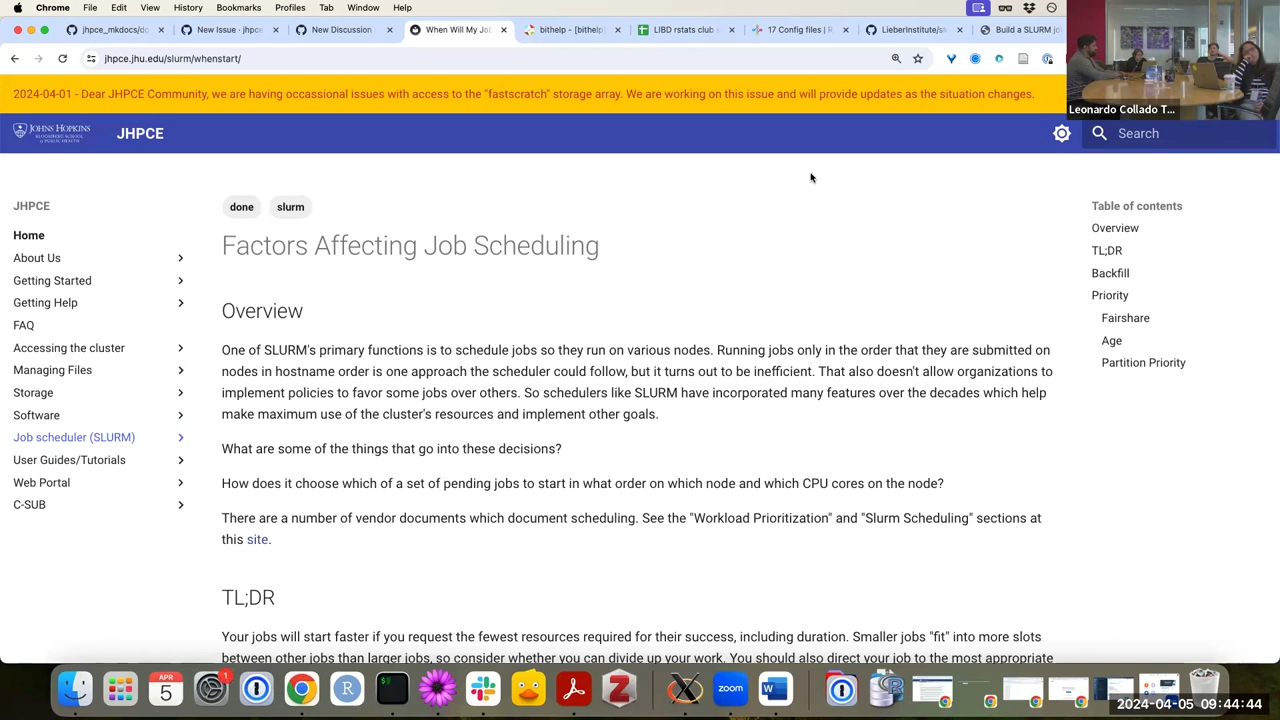 Chrome File Edit View History Bookmarks Profiles Tab Window Help
jhpce_mkdocs/do New Issue · jhpce New Discussion When Will My Jo bithelp - [bithelp] LIBD rstats club s 17 Config files | R LieberInstitute/sl Build a SLURM jo
jhpce.jhu.edu/slurm/whenstart/
Leonardo Collado T...
2024-04-01 - Dear JHPCE Community, we are having occassional issues with access to the "fastscratch" storage array. We are working on this issue and will provide updates as the situation changes.
JOHNS HOPKINS
JHPCE
Search
JHPCE
Home
About Us
Getting Started
Getting Help
FAQ
Accessing the cluster
Managing Files
Storage
Software
Job scheduler (SLURM)
User Guides/Tutorials
Web Portal
C-SUB
done slurm
Factors Affecting Job Scheduling
Overview
One of SLURM's primary functions is to schedule jobs so they run on various nodes. Running jobs only in the order that they are submitted on
nodes in hostname order is one approach the scheduler could follow, but it turns out to be inefficient. That also doesn't allow organizations to
implement policies to favor some jobs over others. So schedulers like SLURM have incorporated many features over the decades which help
make maximum use of the cluster's resources and implement other goals.
What are some of the things that go into these decisions?
How does it choose which of a set of pending jobs to start in what order on which node and which CPU cores on the node?
There are a number of vendor documents which document scheduling. See the "Workload Prioritization" and "Slurm Scheduling" sections at
this site.
TL;DR
Your jobs will start faster if you request the fewest resources required for their success, including duration. Smaller jobs "fit" into more slots
between other jobs than larger jobs, so consider whether you can divide up your work. You should also direct your job to the most appropriate
Table of contents
Overview
TL;DR
Backfill
Priority
Fairshare
Age
Partition Priority
APR
5
1
zoom
2024-04-05 09:44:44